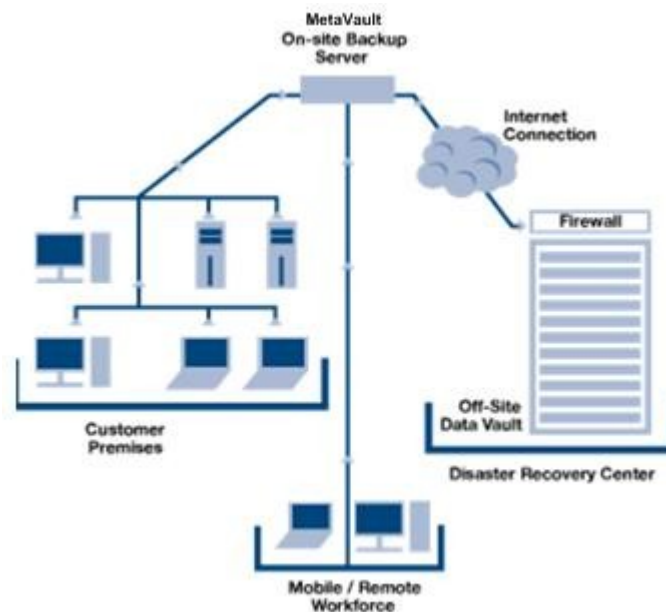 MetaVault
On-site Backup
Server
Internet
Connection
Firewall
Customer
Premises
Off-Site
Data Vault
Disaster Recovery Center
Mobile / Remote
Workforce